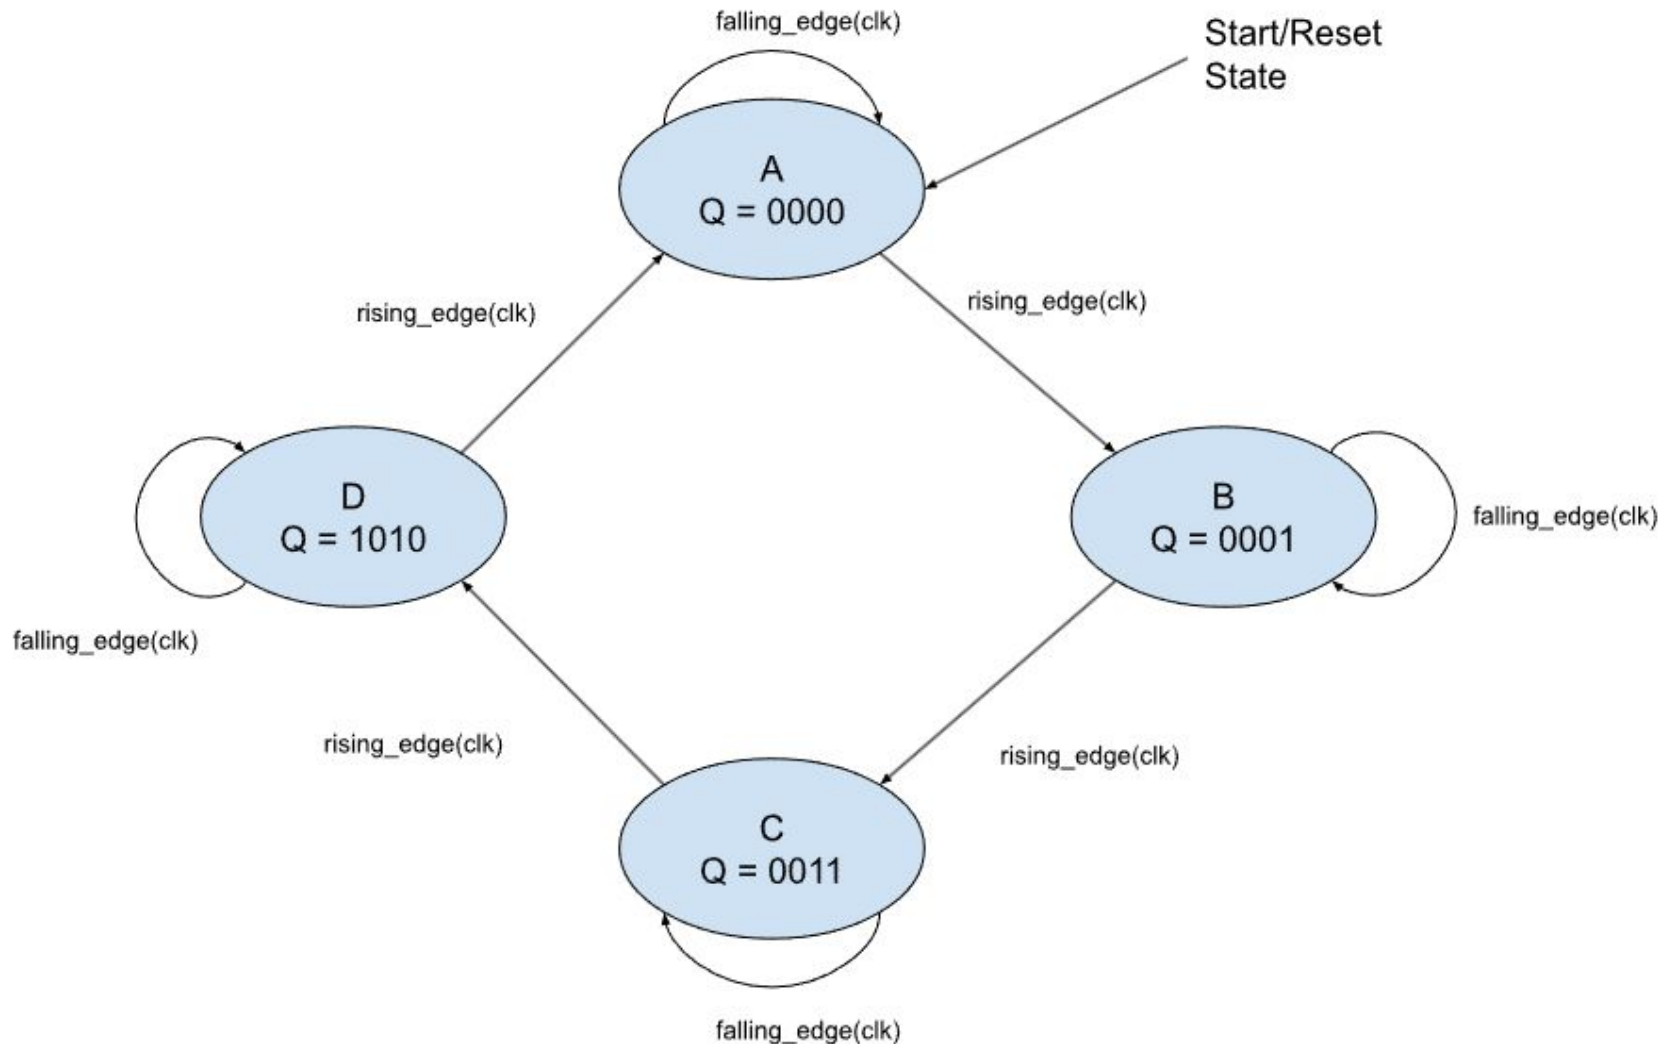 falling_edge(clk)
Start/Reset
State
A
Q = 0000
rising_edge(clk)
rising_edge(clk)
D
Q = 1010
B
Q = 0001
falling_edge(clk)
falling_edge(clk)
rising_edge(clk)
rising_edge(clk)
C
Q = 0011
falling_edge(clk)